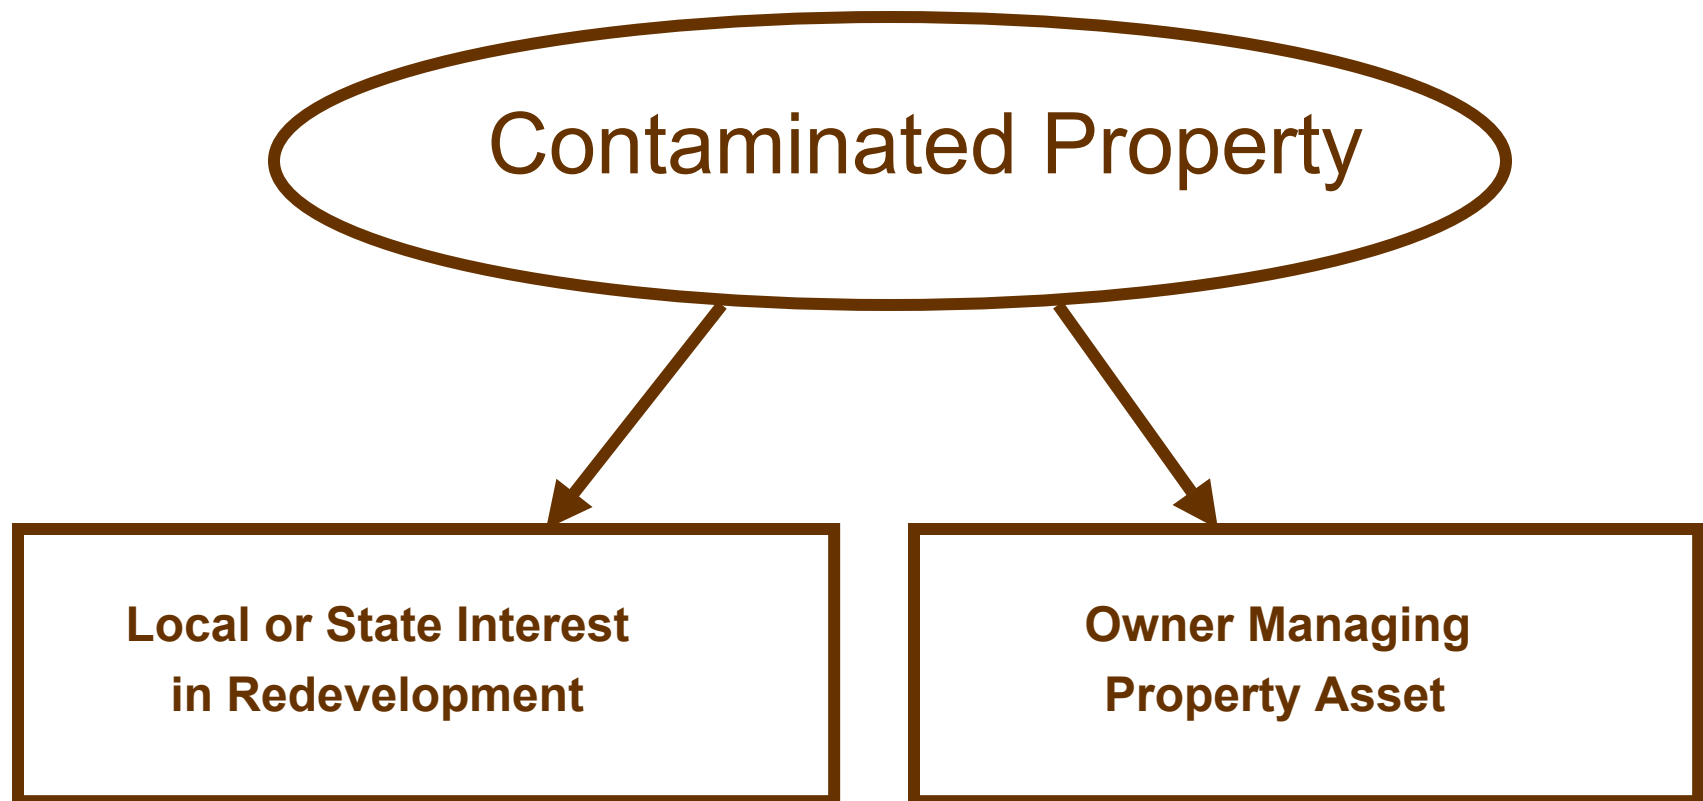 Contaminated Property
Local or State Interest
in Redevelopment
Owner Managing
Property Asset